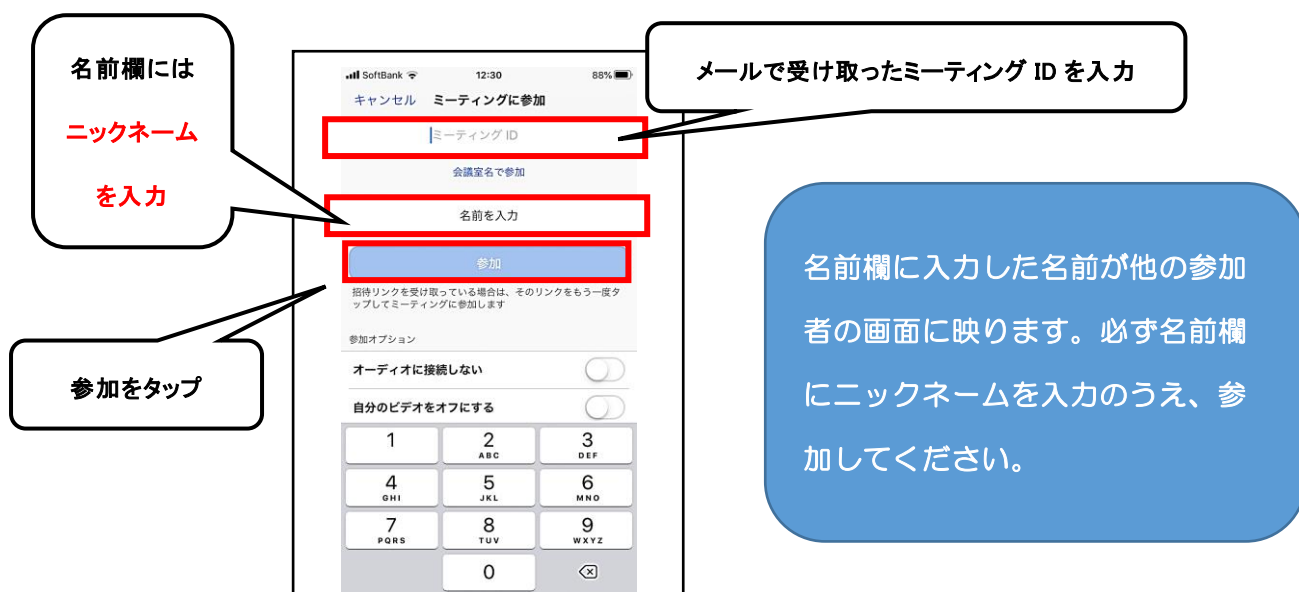 名前欄には
ニックネーム
を入力
メールで受け取ったミーティング ID を入力
SoftBank 12:30 88%
キャンセル ミーティングに参加
ミーティング ID
会議室名で参加
名前を入力
参加
招待リンクを受け取っている場合は、そのリンクをもう一度タ
ップしてミーティングに参加します
参加オプション
オーディオに接続しない
自分のビデオをオフにする
1 2 3
ABC DEF
4 5 6
GHI JKL MNO
7 8 9
PQRS TUV WXYZ
0
参加をタップ
名前欄に入力した名前が他の参加
者の画面に映ります。必ず名前欄
にニックネームを入力のうえ、参
加してください。